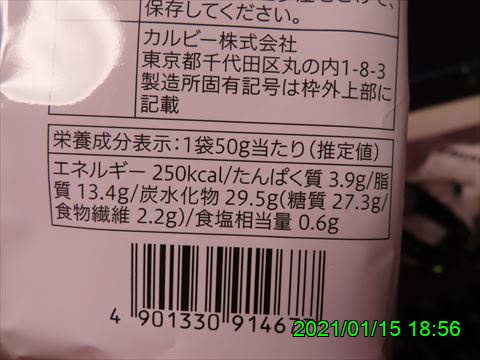 保存してください。
カルビー株式会社
東京都千代田区丸の内1-8-3
製造所固有記号は枠外上部に
記載
栄養成分表示:1袋50g当たり(推定値)
エネルギー 250kcal/たんぱく質 3.9g/脂
質 13.4g/炭水化物 29.5g(糖質 27.3g/
食物繊維 2.2g)/食塩相当量 0.6g
4 901330 91467
2021/01/15 18:56